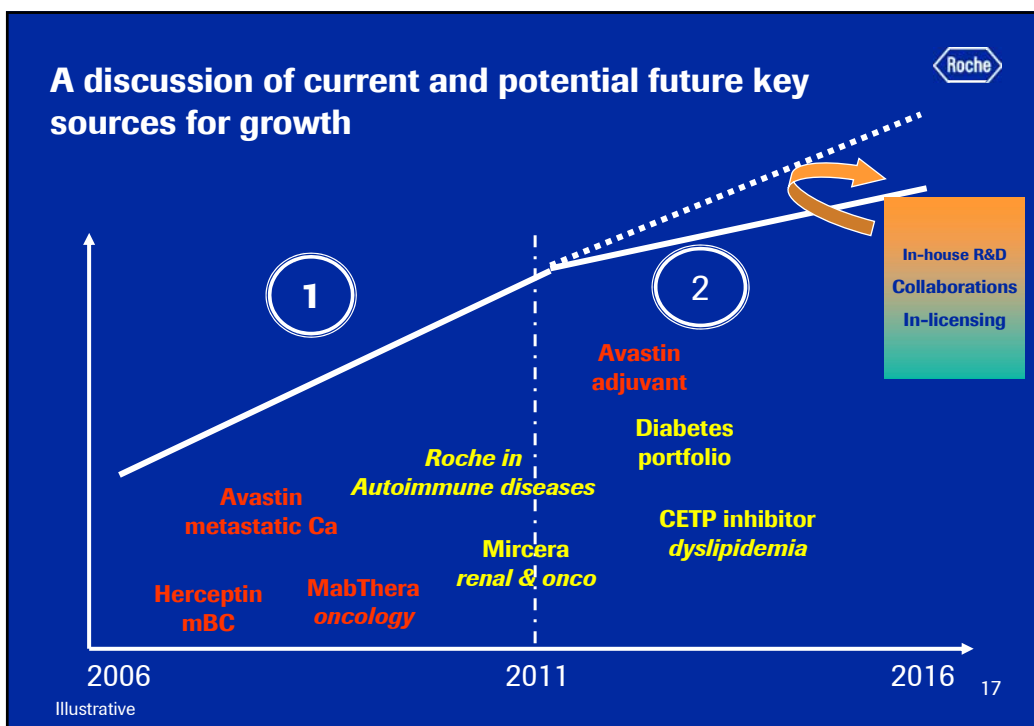 A discussion of current and potential future key
sources for growth
Roche
1
2
In-house R&D
Collaborations
In-licensing
Avastin
adjuvant
Diabetes
portfolio
Roche in
Autoimmune diseases
Avastin
metastatic Ca
CETP inhibitor
dyslipidemia
Mircera
renal & onco
Herceptin
mBC
MabThera
oncology
2006
2011
2016
17
Illustrative